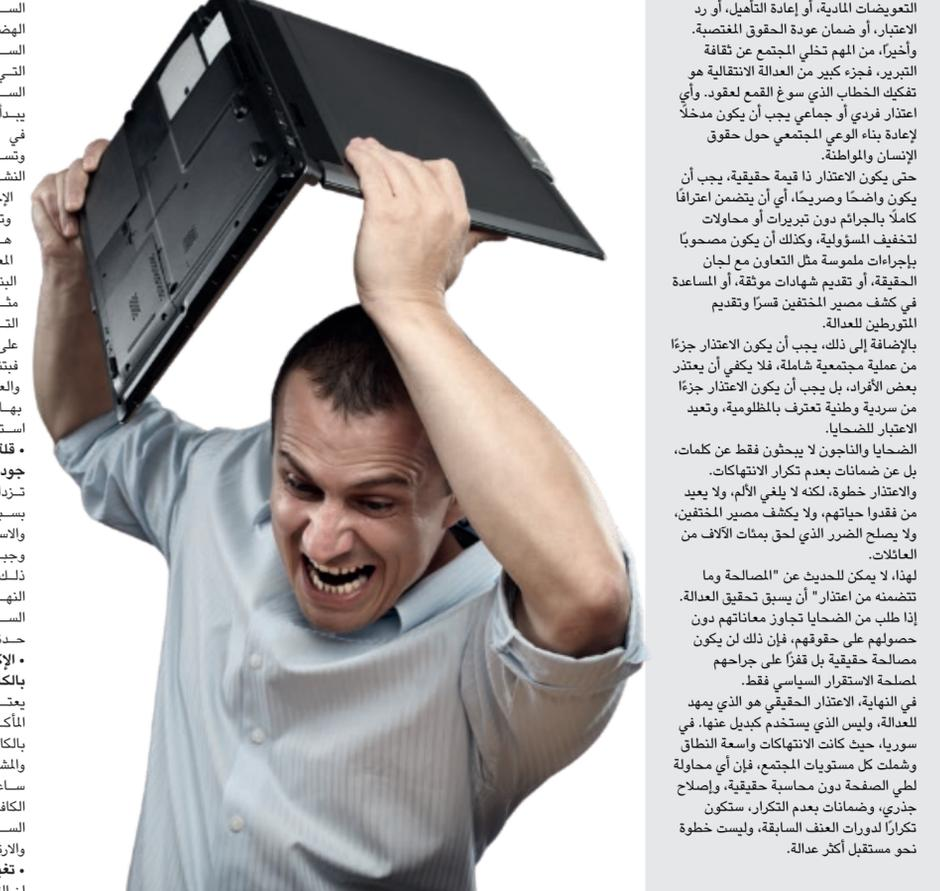 التعويضات المادية، أو إعادة التأهيل، أو رد
الاعتبار، أو ضمان عودة الحقوق المغتصبة.
وأخيرًا، من المهم تخلي المجتمع عن ثقافة
التبرير، فجزء كبير من العدالة الانتقالية هو
تفكيك الخطاب الذي سوغ القمع لعقود. وأي
اعتذار فردي أو جماعي يجب أن يكون مدخلًا
لإعادة بناء الوعي المجتمعي حول حقوق
الإنسان والمواطنة.
حتى يكون الاعتذار ذا قيمة حقيقية، يجب أن
يكون واضحًا وصريحًا، أي أن يتضمن اعترافًا
كاملًا بالجرائم دون تبريرات أو محاولات
لتخفيف المسؤولية، وكذلك أن يكون مصحوبًا
بإجراءات ملموسة مثل التعاون مع لجان
الحقيقة، أو تقديم شهادات موثقة، أو المساعدة
في كشف مصير المختفين قسرًا وتقديم
المتورطين للعدالة.
بالإضافة إلى ذلك، يجب أن يكون الاعتذار جزءًا
من عملية مجتمعية شاملة، فلا يكفي أن يعتذر
بعض الأفراد، بل يجب أن يكون الاعتذار جزءًا
من سردية وطنية تعترف بالمظلومية، وتعيد
الاعتبار للضحايا.
الضحايا والناجون لا يبحثون فقط عن كلمات،
بل عن ضمانات بعدم تكرار الانتهاكات.
والاعتذار خطوة، لكنه لا يلغي الألم، ولا يعيد
من فقدوا حياتهم، ولا يكشف مصير المختفين،
ولا يصلح الضرر الذي لحق بمئات الآلاف من
العائلات.
لهذا، لا يمكن للحديث عن "المصالحة وما
تتضمنه من اعتذار" أن يسبق تحقيق العدالة.
إذا طلب من الضحايا تجاوز معاناتهم دون
حصولهم على حقوقهم، فإن ذلك لن يكون
مصالحة حقيقية بل قفزًا على جراحهم
لمصلحة الاستقرار السياسي فقط.
في النهاية، الاعتذار الحقيقي هو الذي يمهد
للعدالة، وليس الذي يستخدم كبديل عنها. في
سوريا، حيث كانت الانتهاكات واسعة النطاق
وشملت كل مستويات المجتمع، فإن أي محاولة
لطي الصفحة دون محاسبة حقيقية، وإصلاح
جذري، وضمانات بعدم التكرار، ستكون
تكرارًا لدورات العنف السابقة، وليست خطوة
نحو مستقبل أكثر عدالة.